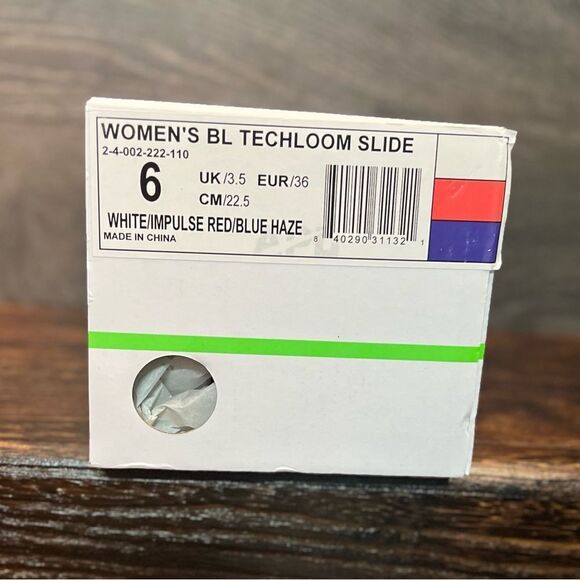 WOMEN'S BL TECHLOOM SLIDE
2-4-002-222-110
6 UK/3.5 EUR/36
CM/22.5
WHITE/IMPULSE RED/BLUE HAZE
MADE IN CHINA
8 40290 31132 1